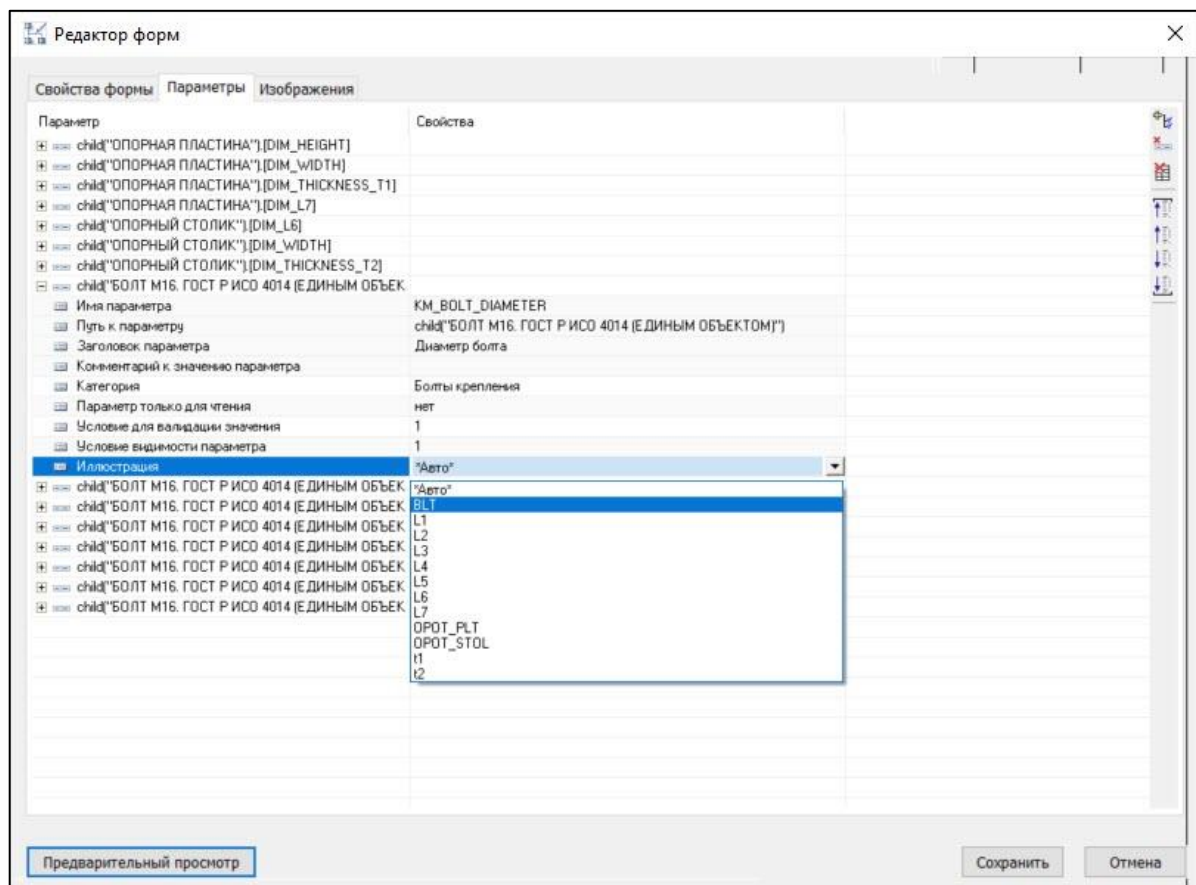 Редактор форм
Свойства формы Параметры Изображения
Параметр Свойства
child("ОПОРНАЯ ПЛАСТИНА").[DIM_HEIGHT]
child("ОПОРНАЯ ПЛАСТИНА").[DIM_WIDTH]
child("ОПОРНАЯ ПЛАСТИНА").[DIM_THICKNESS_T1]
child("ОПОРНАЯ ПЛАСТИНА").[DIM_L7]
child("ОПОРНЫЙ СТОЛИК").[DIM_L6]
child("ОПОРНЫЙ СТОЛИК").[DIM_WIDTH]
child("ОПОРНЫЙ СТОЛИК").[DIM_THICKNESS_T2]
child("БОЛТ М16. ГОСТ Р ИСО 4014 (ЕДИНЫМ ОБЪЕК
Имя параметра KM_BOLT_DIAMETER
Путь к параметру child("БОЛТ М16. ГОСТ Р ИСО 4014 (ЕДИНЫМ ОБЪЕКТОМ)")
Заголовок параметра Диаметр болта
Комментарий к значению параметра
Категория Болты крепления
Параметр только для чтения нет
Условие для валидации значения 1
Условие видимости параметра 1
Иллюстрация *Авто*
child("БОЛТ М16. ГОСТ Р ИСО 4014 (ЕДИНЫМ ОБЪЕК *Авто*
child("БОЛТ М16. ГОСТ Р ИСО 4014 (ЕДИНЫМ ОБЪЕК BLT
child("БОЛТ М16. ГОСТ Р ИСО 4014 (ЕДИНЫМ ОБЪЕК L1
child("БОЛТ М16. ГОСТ Р ИСО 4014 (ЕДИНЫМ ОБЪЕК L2
child("БОЛТ М16. ГОСТ Р ИСО 4014 (ЕДИНЫМ ОБЪЕК L3
child("БОЛТ М16. ГОСТ Р ИСО 4014 (ЕДИНЫМ ОБЪЕК L4
child("БОЛТ М16. ГОСТ Р ИСО 4014 (ЕДИНЫМ ОБЪЕК L5
L6
L7
OPOT_PLT
OPOT_STOL
t1
t2
Предварительный просмотр Сохранить Отмена